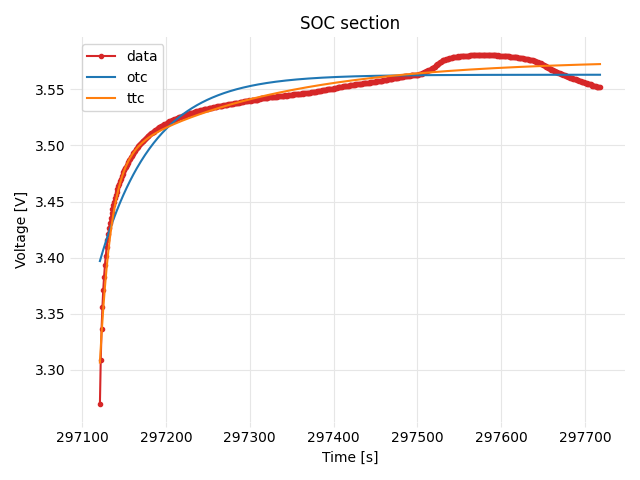 SOC section
data
otc
ttc
Voltage [V]
3.55
3.50
3.45
3.40
3.35
3.30
297100 297200 297300 297400 297500 297600 297700
Time [s]